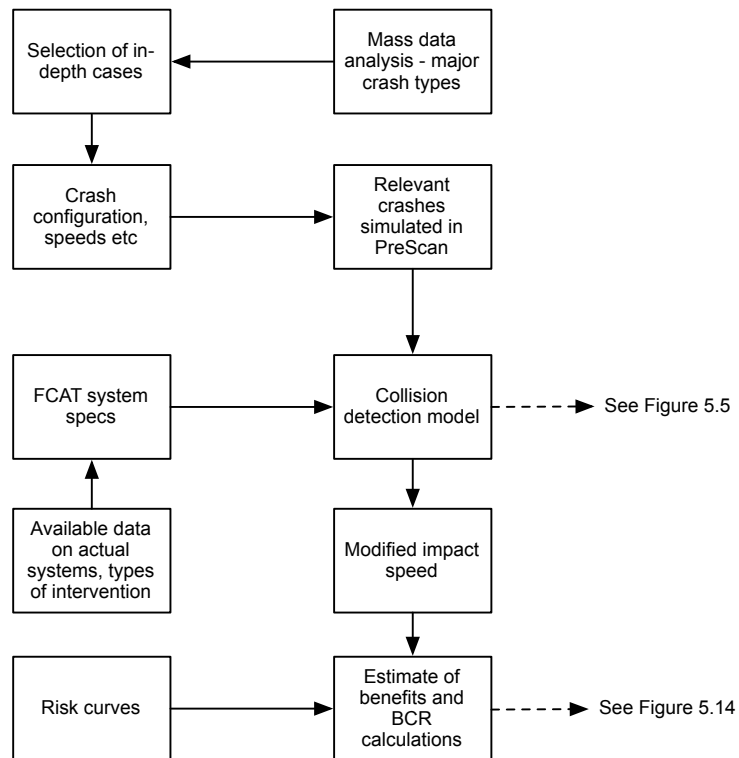 Selection of in-
depth cases
Mass data
analysis - major
crash types
Crash
configuration,
speeds etc
Relevant
crashes
simulated in
PreScan
FCAT system
specs
Collision
detection model
See Figure 5.5
Available data
on actual
systems, types
of intervention
Modified impact
speed
Risk curves
Estimate of
benefits and
BCR
calculations
See Figure 5.14